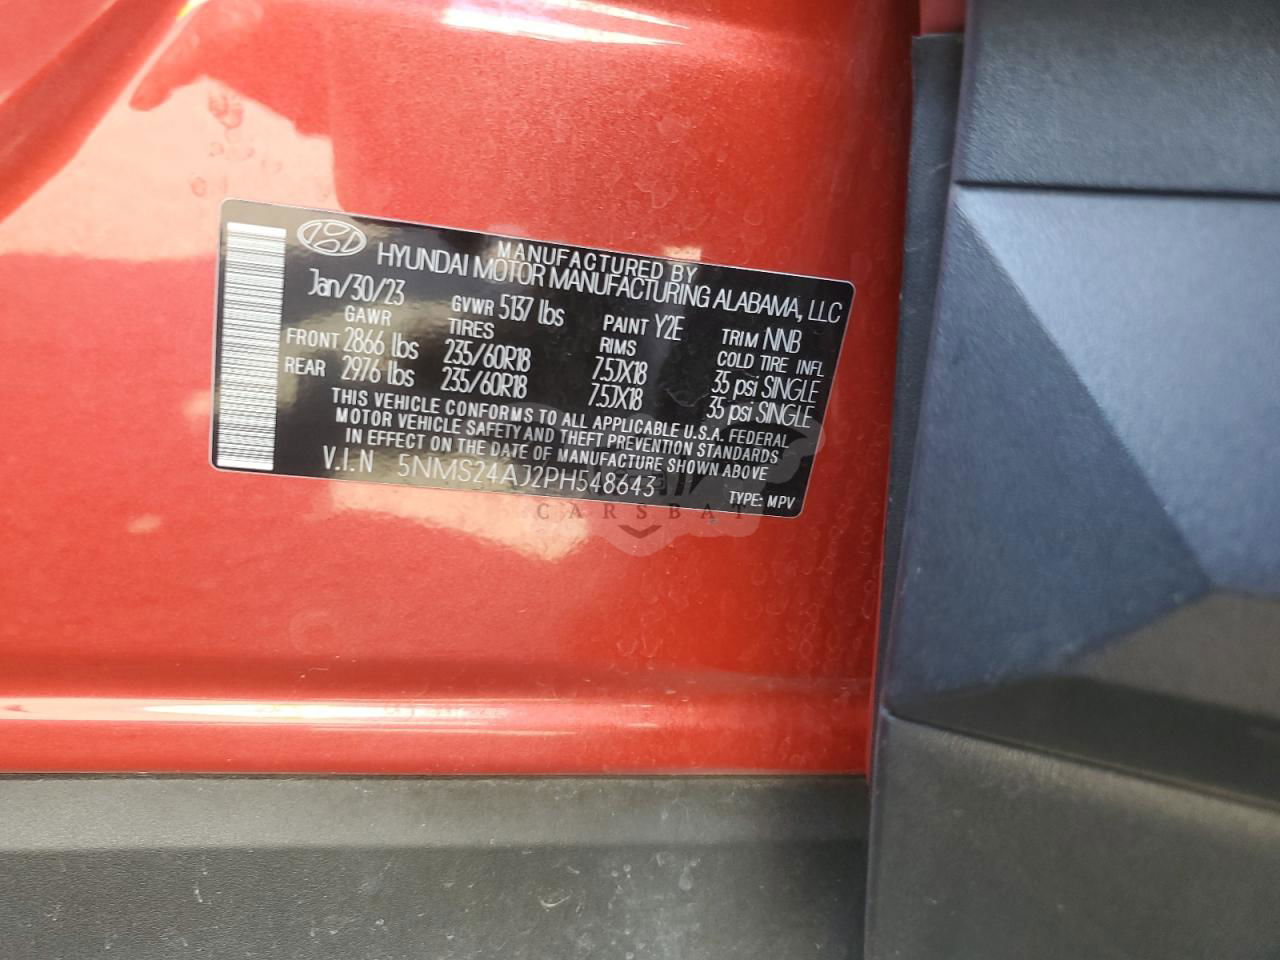 MANUFACTURED BY
HYUNDAI MOTOR MANUFACTURING ALABAMA, LLC
Jan/30/23 GVWR 5137 lbs PAINT Y2E TRIM NNB
GAWR TIRES RIMS COLD TIRE INFL
FRONT 2866 lbs 235/60R18 7.5JX18 35 psi SINGLE
REAR 2976 lbs 235/60R18 7.5JX18 35 psi SINGLE
THIS VEHICLE CONFORMS TO ALL APPLICABLE U.S.A. FEDERAL
MOTOR VEHICLE SAFETY AND THEFT PREVENTION STANDARDS
IN EFFECT ON THE DATE OF MANUFACTURE SHOWN ABOVE
V.I.N 5NMS24AJ2PH548643 TYPE: MPV
CARSBAT